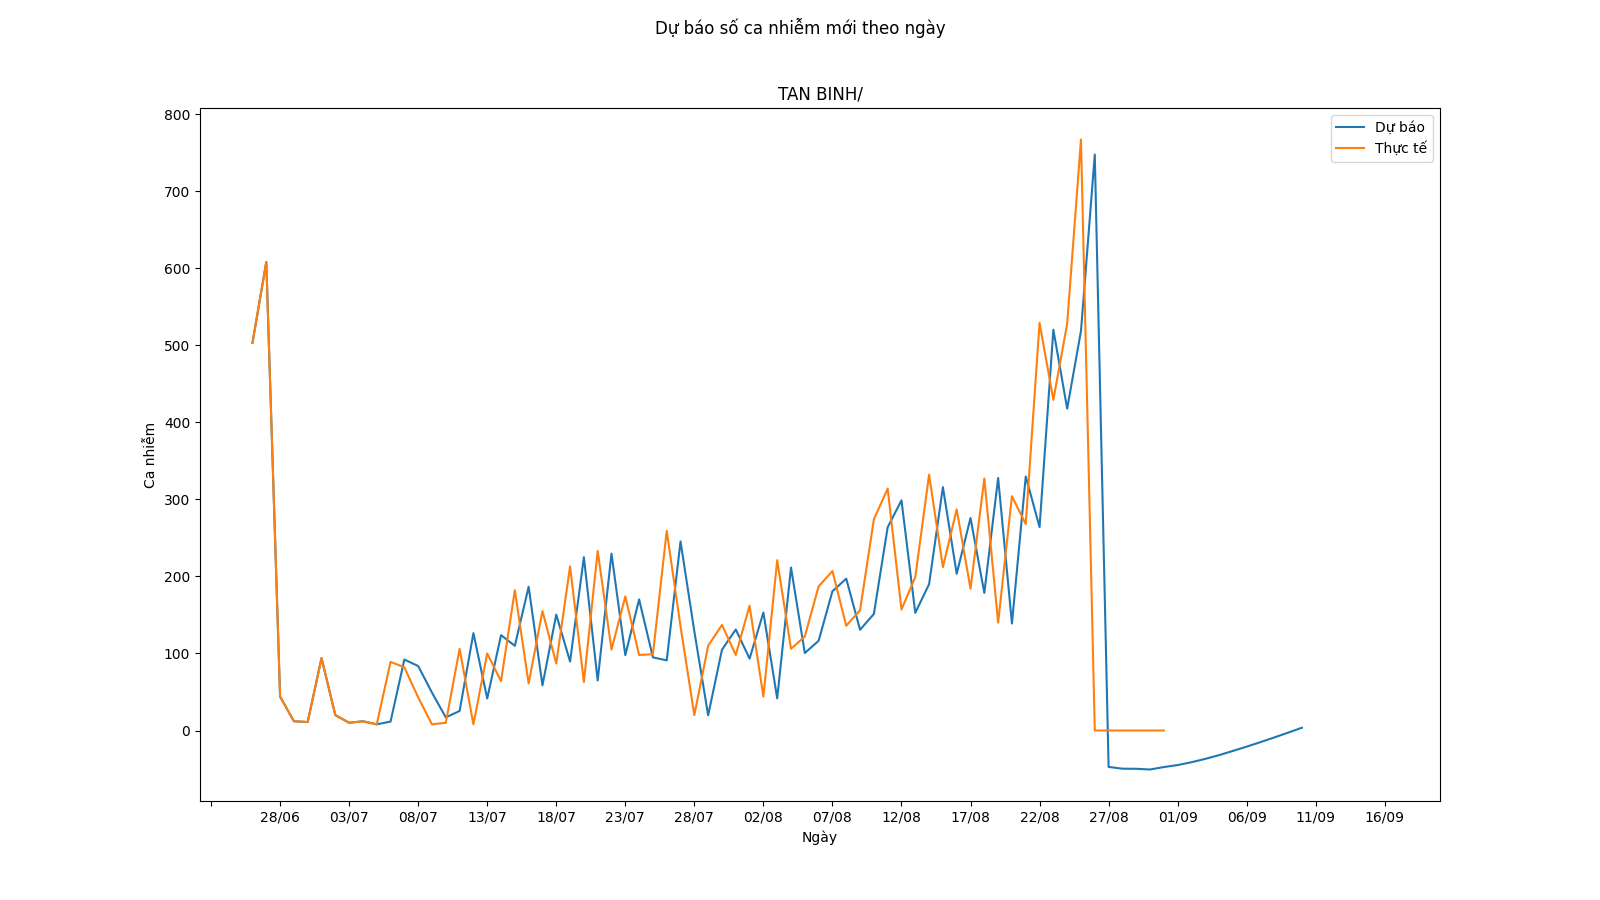 Dự báo số ca nhiễm mới theo ngày
TAN BINH/
Dự báo
Thực tế
Ca nhiễm
800
700
600
500
400
300
200
100
0
28/06 03/07 08/07 13/07 18/07 23/07 28/07 02/08 07/08 12/08 17/08 22/08 27/08 01/09 06/09 11/09 16/09
Ngày